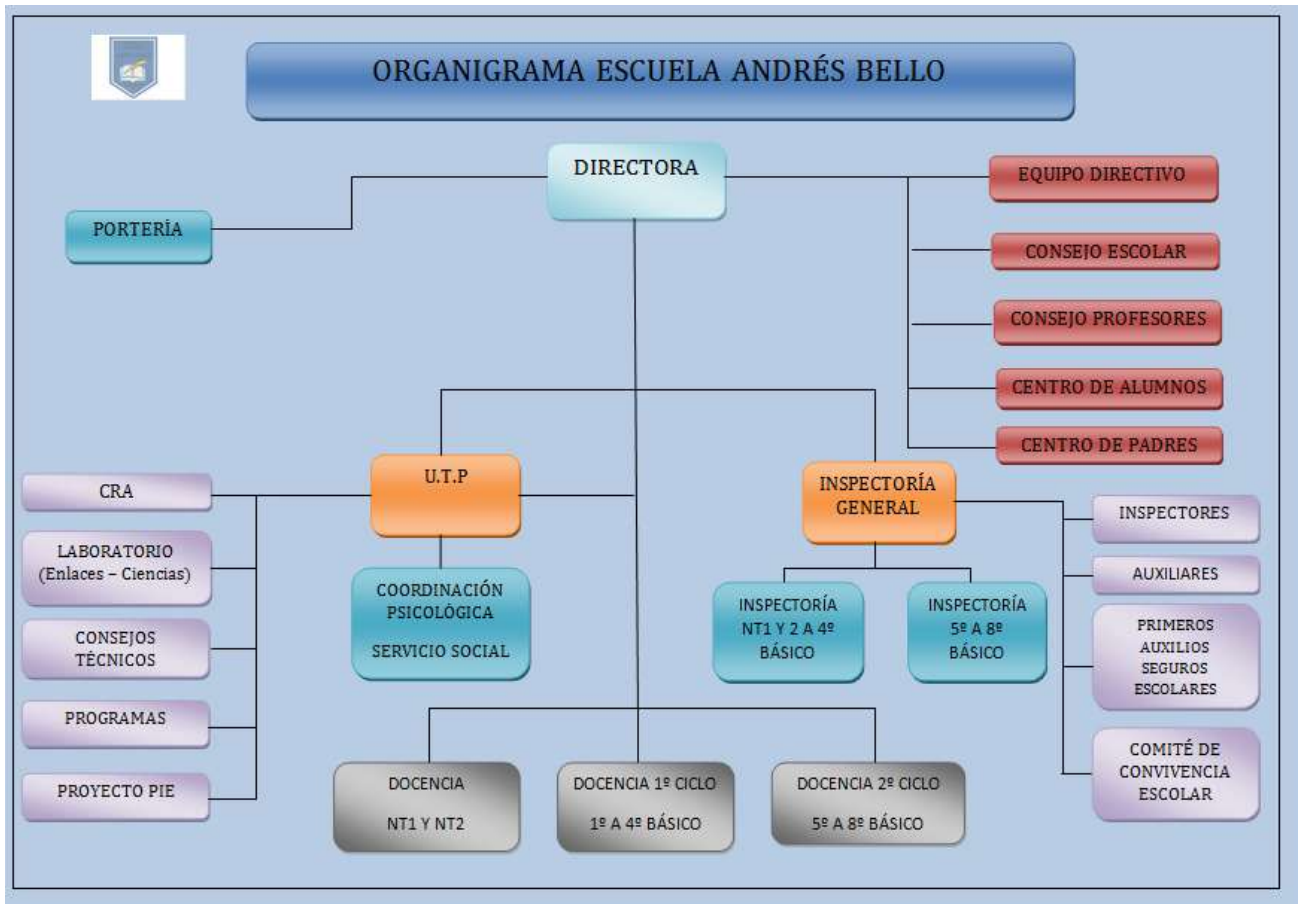 ORGANIGRAMA ESCUELA ANDRÉS BELLO
DIRECTORA
PORTERÍA
EQUIPO DIRECTIVO
CONSEJO ESCOLAR
CONSEJO PROFESORES
CENTRO DE ALUMNOS
CENTRO DE PADRES
U.T.P
INSPECTORÍA
GENERAL
CRA
LABORATORIO
(Enlaces – Ciencias)
CONSEJOS
TÉCNICOS
PROGRAMAS
PROYECTO PIE
COORDINACIÓN
PSICOLÒGICA
SERVICIO SOCIAL
INSPECTORÍA
NT1 Y 2 A 4º
BÁSICO
INSPECTORÍA
5º A 8º
BÁSICO
INSPECTORES
AUXILIARES
PRIMEROS
AUXILIOS
SEGUROS
ESCOLARES
COMITÉ DE
CONVIVENCIA
ESCOLAR
DOCENCIA
NT1 Y NT2
DOCENCIA 1º CICLO
1º A 4º BÁSICO
DOCENCIA 2º CICLO
5º A 8º BÁSICO